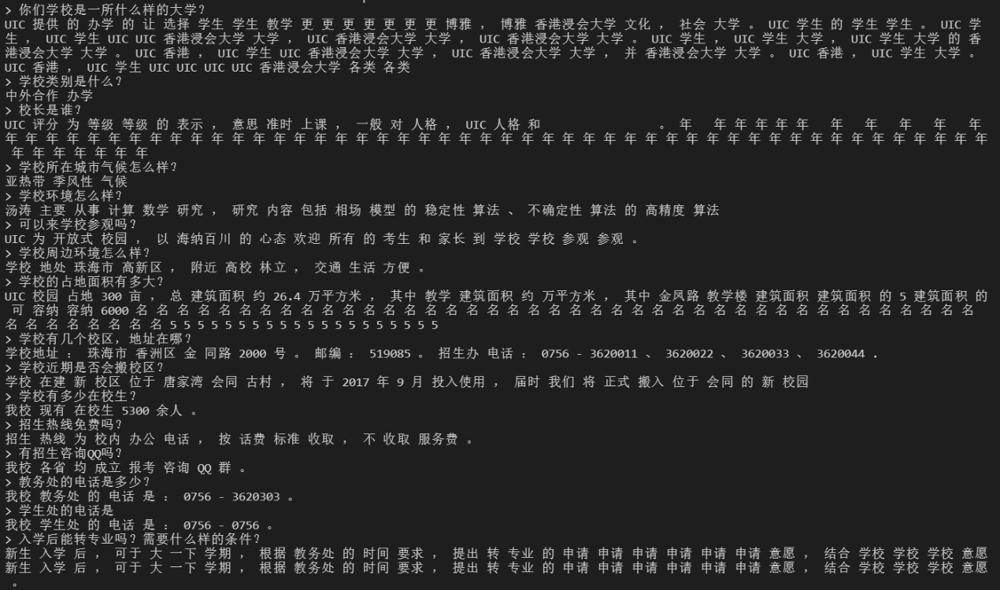 > 你们学校是一所什么样的大学?
UIC 提供 的 办学 的 让 选择 学生 学生 教学 更 更 更 更 更 更 更 博雅 ， 博雅 香港浸会大学 文化 ， 社会 大学 。 UIC 学生 的 学生 学生 。 UIC 学
生 ， UIC 学生 UIC UIC 香港浸会大学 大学 ， UIC 香港浸会大学 大学 ， UIC 香港浸会大学 大学 。 UIC 学生 ， UIC 学生 大学 ， UIC 学生 大学 的 香
港浸会大学 大学 。 UIC 香港 ， UIC 学生 UIC 香港浸会大学 大学 ， UIC 香港浸会大学 大学 ， 并 香港浸会大学 大学 。 UIC 香港 ， UIC 学生 大学 。
UIC 香港 ， UIC 学生 UIC UIC UIC UIC 香港浸会大学 各类 各类
> 学校类别是什么?
中外合作 办学
> 校长是谁?
UIC 评分 为 等级 等级 的 表示 ， 意思 准时 上课 ， 一般 对 人格 ， UIC 人格 和 。 年 年 年 年 年 年 年 年 年 年
年 年 年 年 年 年 年 年 年 年 年 年 年 年 年 年 年 年 年 年 年 年 年 年 年 年 年 年 年 年 年 年 年 年 年 年 年 年 年 年 年 年 年 年 年 年 年 年
年 年 年 年 年 年 年
> 学校所在城市气候怎么样?
亚热带 季风性 气候
> 学校环境怎么样?
汤涛 主要 从事 计算 数学 研究 ， 研究 内容 包括 相场 模型 的 稳定性 算法 、 不确定性 算法 的 高精度 算法
> 可以来学校参观吗?
UIC 为 开放式 校园 ， 以 海纳百川 的 心态 欢迎 所有 的 考生 和 家长 到 学校 学校 参观 参观 。
> 学校周边环境怎么样?
学校 地处 珠海市 高新区 ， 附近 高校 林立 ， 交通 生活 方便 。
> 学校的占地面积有多大?
UIC 校园 占地 300 亩 ， 总 建筑面积 约 26.4 万平方米 ， 其中 教学 建筑面积 约 万平方米 ， 其中 金凤路 教学楼 建筑面积 建筑面积 的 5 建筑面积 的
可 容纳 容纳 6000 名 名 名 名 名 名 名 名 名 名 名 名 名 名 名 名 名 名 名 名 名 名 名 名 名 名 名 名 名 名 名 名 名 名 名 名 名 名 名 名 名
名 名 名 名 名 名 名 名 5 5 5 5 5 5 5 5 5 5 5 5 5 5 5 5 5 5 5 5
> 学校有几个校区，地址在哪?
学校地址 ： 珠海市 香洲区 金 同路 2000 号 。 邮编 ： 519085 。 招生办 电话 ： 0756 - 3620011 、 3620022 、 3620033 、 3620044 .
> 学校近期是否会搬校区?
学校 在建 新 校区 位于 唐家湾 会同 古村 ， 将 于 2017 年 9 月 投入使用 ， 届时 我们 将 正式 搬入 位于 会同 的 新 校园
> 学校有多少在校生?
我校 现有 在校生 5300 余人 。
> 招生热线免费吗?
招生 热线 为 校内 办公 电话 ， 按 话费 标准 收取 ， 不 收取 服务费 。
> 有招生咨询QQ吗?
我校 各省 均 成立 报考 咨询 QQ 群 。
> 教务处的电话是多少?
我校 教务处 的 电话 是 ： 0756 - 3620303 。
> 学生处的电话是
我校 学生处 的 电话 是 ： 0756 - 0756 。
> 入学后能转专业吗？需要什么样的条件?
新生 入学 后 ， 可于 大 一下 学期 ， 根据 教务处 的 时间 要求 ， 提出 转 专业 的 申请 申请 申请 申请 申请 申请 意愿 ， 结合 学校 学校 学校 意愿
新生 入学 后 ， 可于 大 一下 学期 ， 根据 教务处 的 时间 要求 ， 提出 转 专业 的 申请 申请 申请 申请 申请 申请 意愿 ， 结合 学校 学校 学校 意愿
。